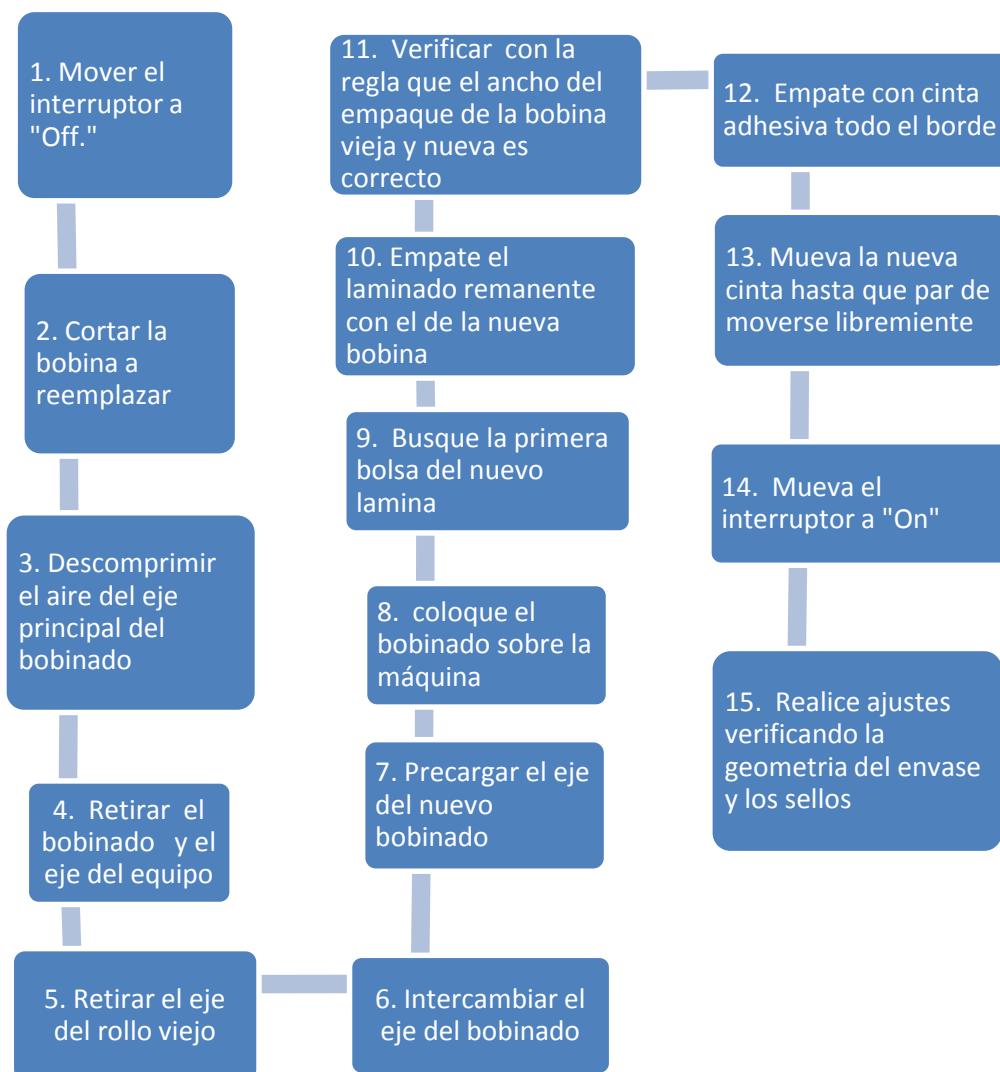 1. Mover el
interruptor a
"Off."
2. Cortar la
bobina a
reemplazar
3. Descomprimir
el aire del eje
principal del
bobinado
4. Retirar el
bobinado y el
eje del equipo
5. Retirar el eje
del rollo viejo
6. Intercambiar el
eje del bobinado
7. Precargar el eje
del nuevo
bobinado
8. coloque el
bobinado sobre la
máquina
9. Busque la primera
bolsa del nuevo
lamina
10. Empate el
laminado remanente
con el de la nueva
bobina
11. Verificar con la
regla que el ancho del
empaque de la bobina
vieja y nueva es
correcto
12. Empate con cinta
adhesiva todo el borde
13. Mueva la nueva
cinta hasta que par de
moverse libremiente
14. Mueva el
interruptor a "On"
15. Realice ajustes
verificando la
geometria del envase
y los sellos